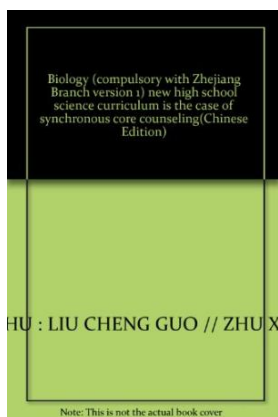 Biology (compulsory with Zhejiang
Branch version 1) new high school
science curriculum is the case of
synchronous core counseling(Chinese
Edition)
HU : LIU CHENG GUO // ZHU X
Note: This is not the actual book cover